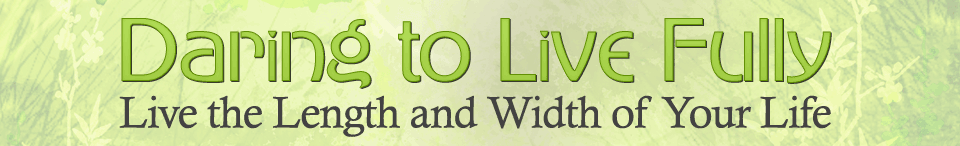 Daring to Live Fully
Live the Length and Width of Your Life